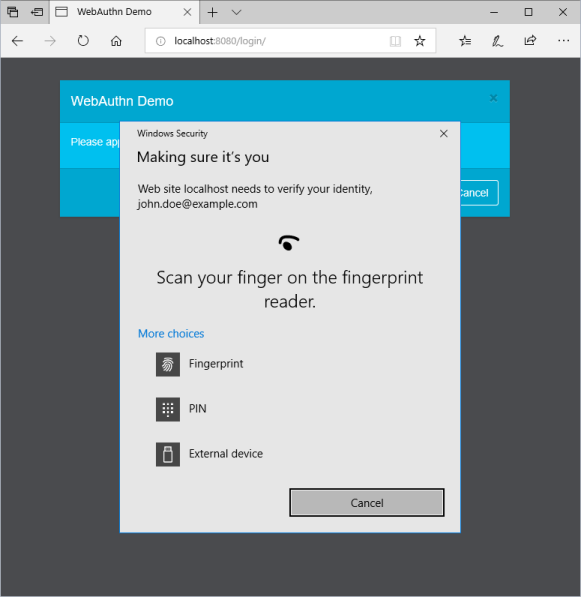 WebAuthn Demo
localhost:8080/login/
WebAuthn Demo
Please
Windows Security
Making sure it's you
Web site localhost needs to verify your identity,
john.doe@example.com
Scan your finger on the fingerprint
reader.
More choices
Fingerprint
PIN
External device
Cancel
Cancel